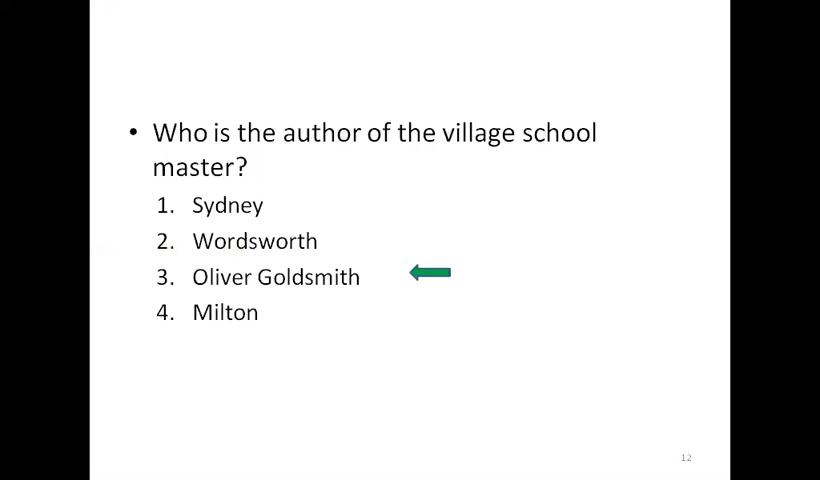 • Who is the author of the village school
master?
1. Sydney
2. Wordsworth
3. Oliver Goldsmith
4. Milton
12